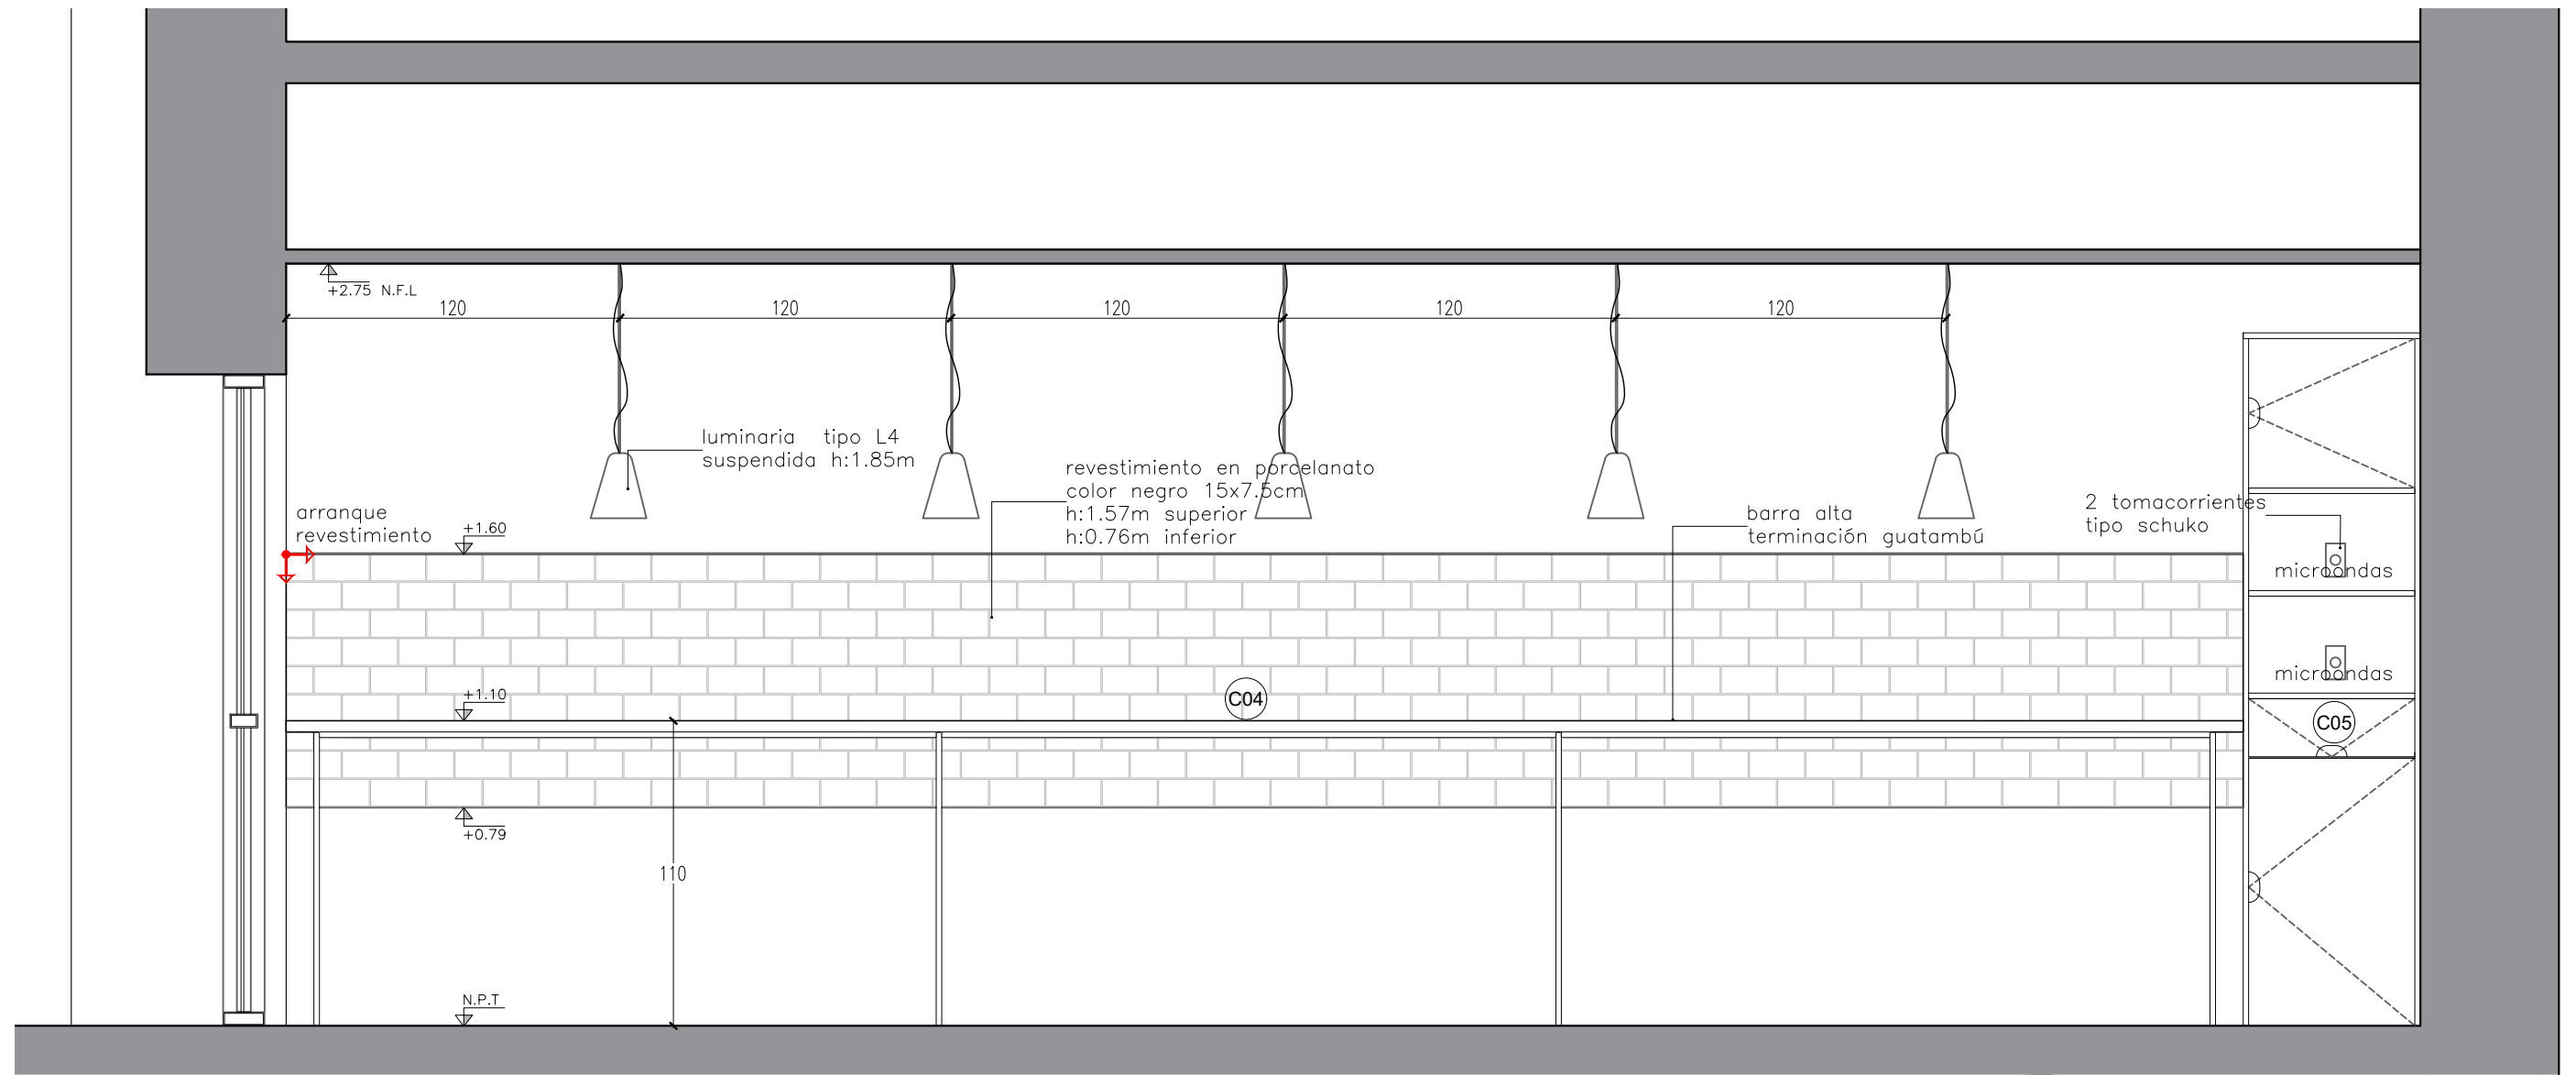 +2.75 N.F.L
120
120
120
120
120
luminaria tipo L4
suspendida h:1.85m
revestimiento en porcelanato
color negro 15x7.5cm
h:1.57m superior
h:0.76m inferior
arranque
revestimiento
+1.60
barra alta
terminación guatambú
2 tomacorrientes
tipo schuko
microondas
microondas
+1.10
C04
C05
+0.79
110
N.P.T